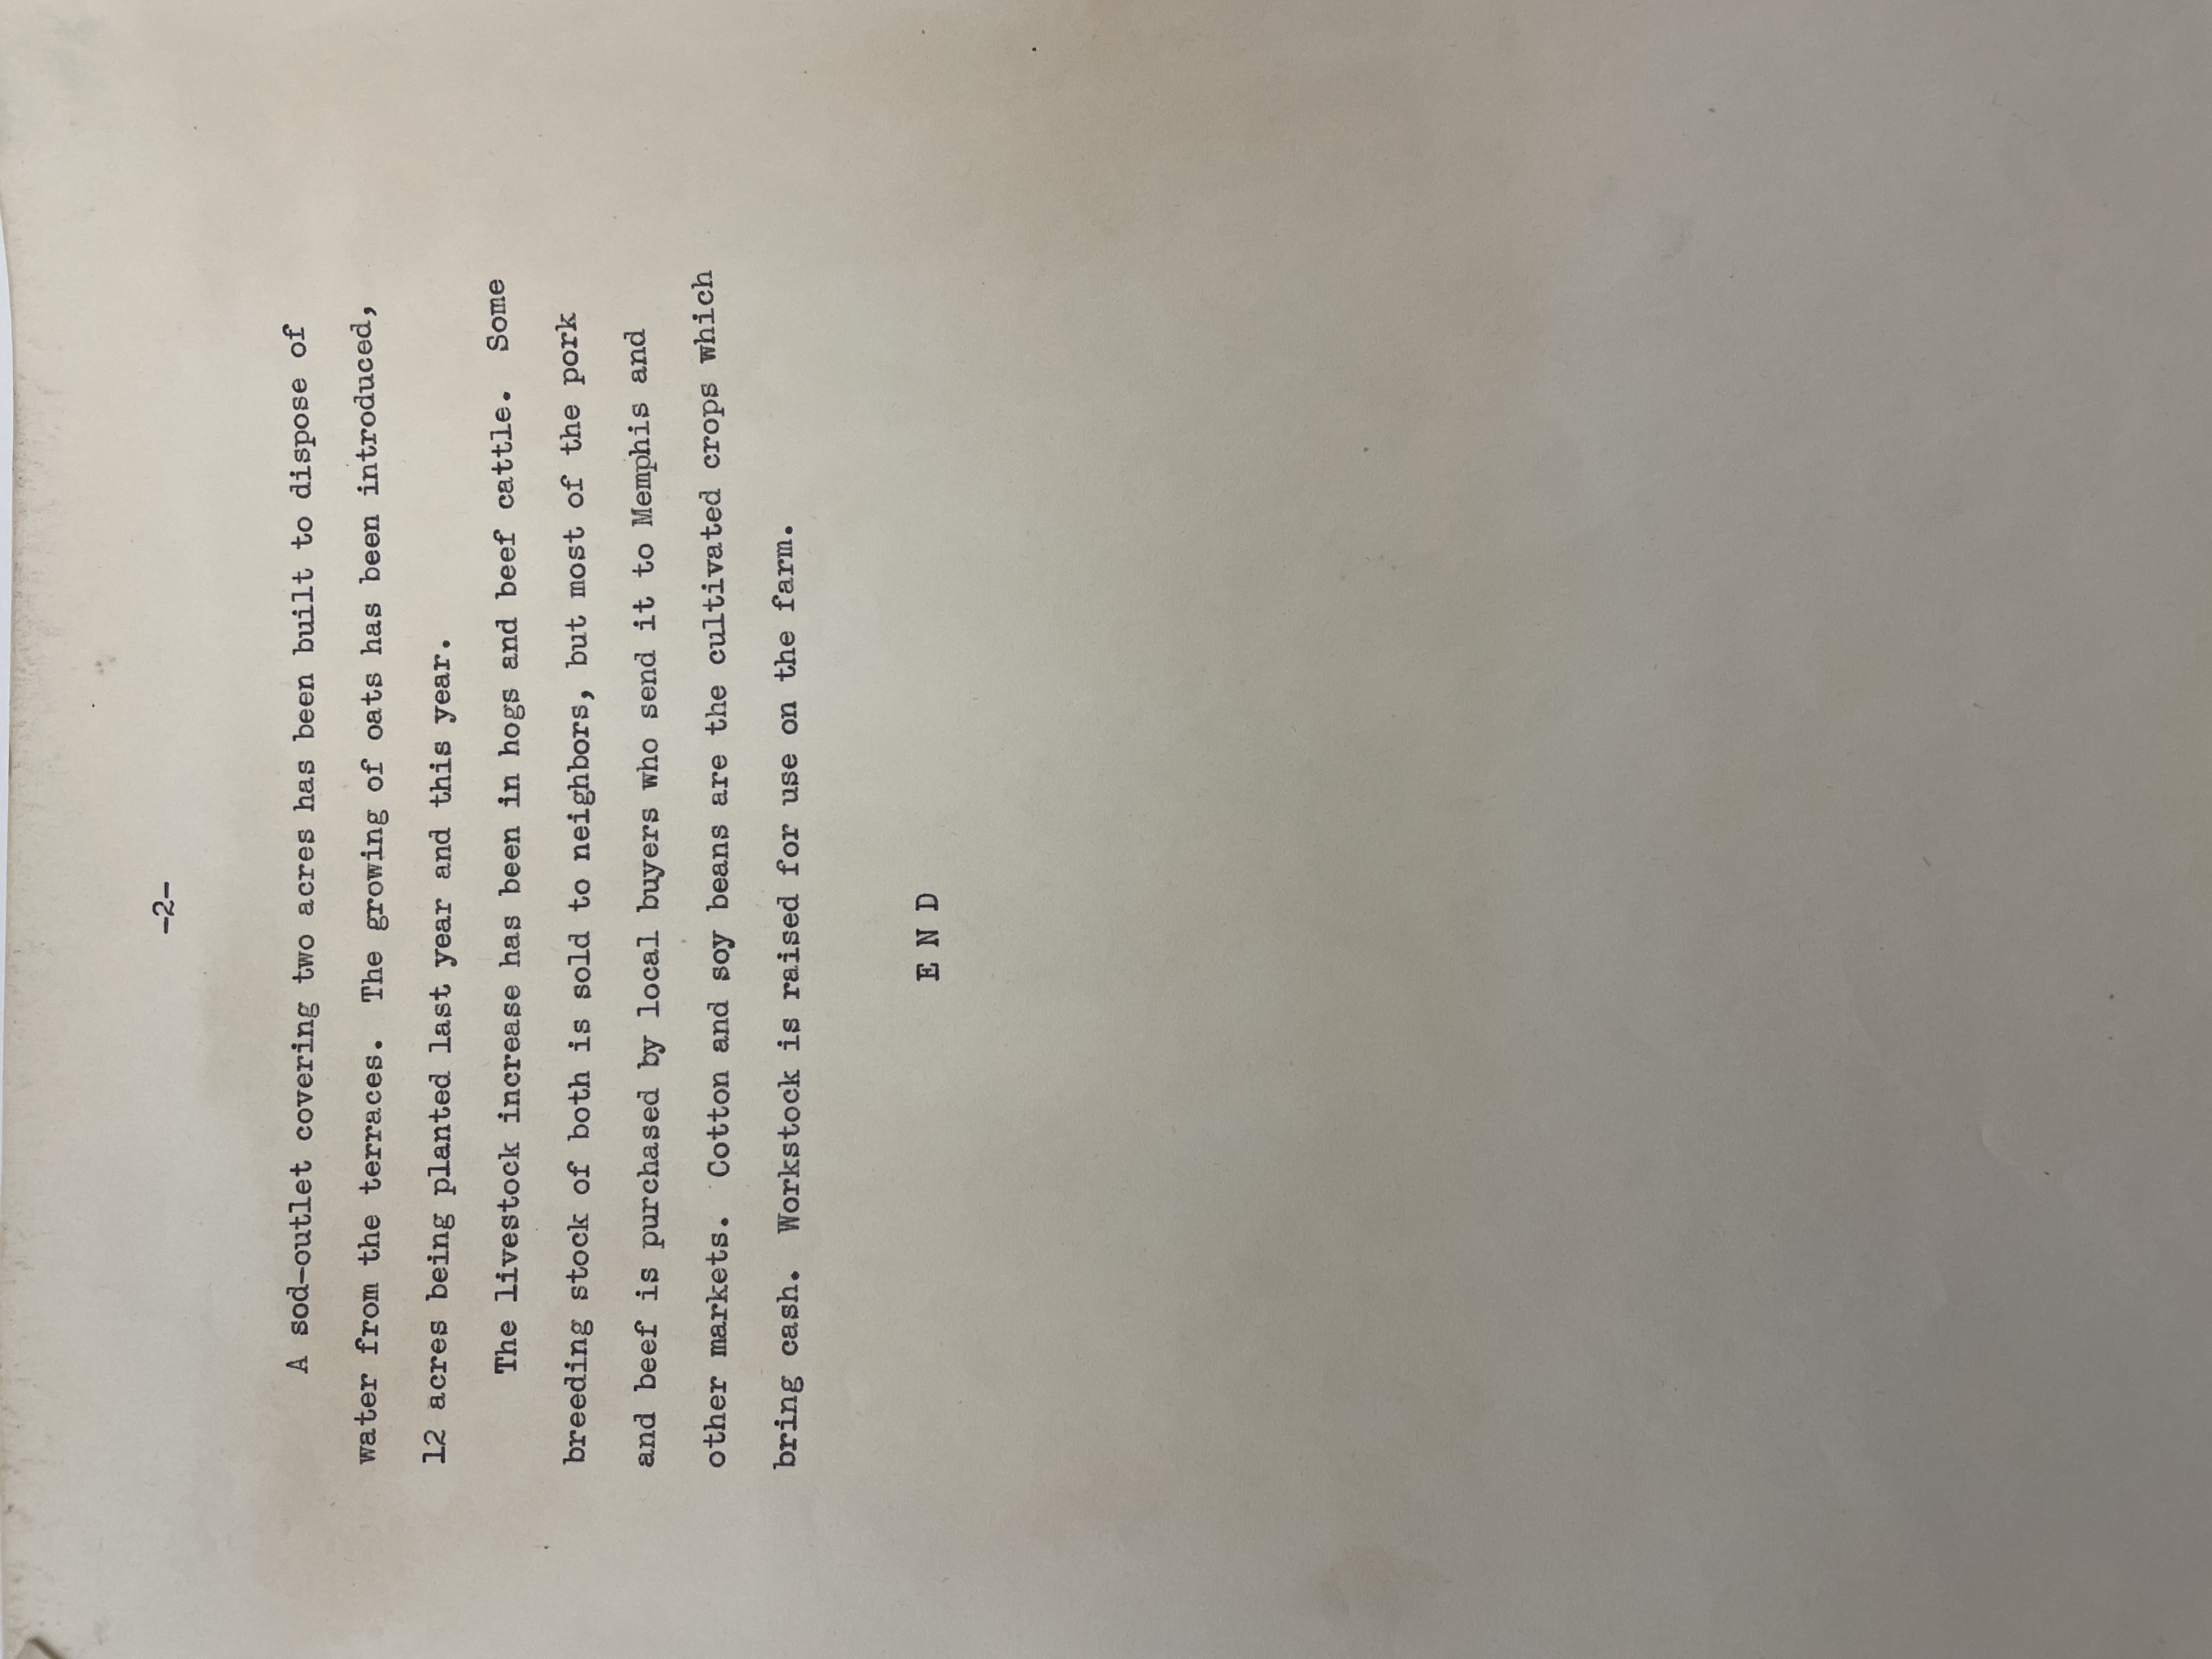 -2-
A sod-outlet covering two acres has been built to dispose of
water from the terraces.  The growing of oats has been introduced,
12 acres being planted last year and this year.
The livestock increase has been in hogs and beef cattle.  Some
breeding stock of both is sold to neighbors, but most of the pork
and beef is purchased by local buyers who send it to Memphis and
other markets.  Cotton and soy beans are the cultivated crops which
bring cash.  Workstock is raised for use on the farm.
E N D